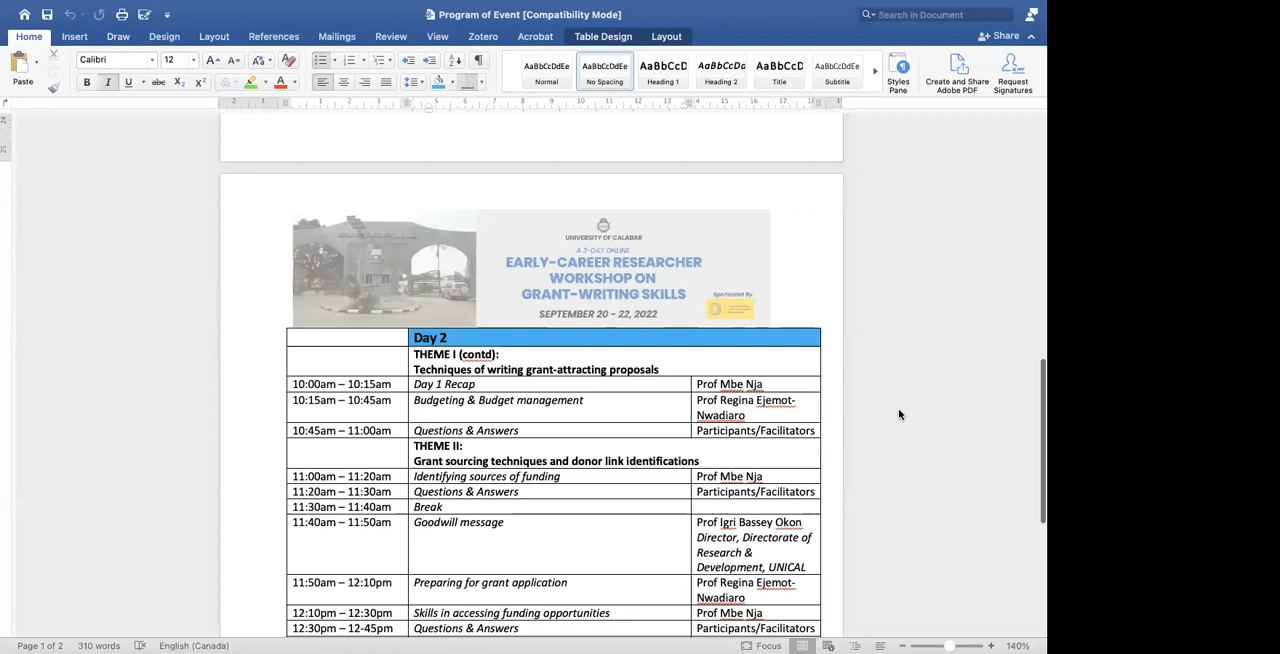 Program of Event [Compatibility Mode]
Search in Document
Home Insert Draw Design Layout References Mailings Review View Zotero Acrobat Table Design Layout Share
Paste
Calibri 12
AaBbCcDdEe AaBbCcDdEe AaBbCcD AaBbCcDd AaBbCcD AaBbCcDdEe
Normal No Spacing Heading 1 Heading 2 Title Subtitle
Styles Pane
Create and Share Adobe PDF
Request Signatures
UNIVERSITY OF CALABAR
A 3-DAY ONLINE
EARLY-CAREER RESEARCHER
WORKSHOP ON
GRANT-WRITING SKILLS
Sponsored By
SEPTEMBER 20 – 22, 2022
Day 2
THEME I (contd):
Techniques of writing grant-attracting proposals
10:00am – 10:15am Day 1 Recap Prof Mbe Nja
10:15am – 10:45am Budgeting & Budget management Prof Regina Ejemot-
Nwadiaro
10:45am – 11:00am Questions & Answers Participants/Facilitators
THEME II:
Grant sourcing techniques and donor link identifications
11:00am – 11:20am Identifying sources of funding Prof Mbe Nja
11:20am – 11:30am Questions & Answers Participants/Facilitators
11:30am – 11:40am Break
11:40am – 11:50am Goodwill message Prof Igri Bassey Okon
Director, Directorate of
Research &
Development, UNICAL
11:50am – 12:10pm Preparing for grant application Prof Regina Ejemot-
Nwadiaro
12:10pm – 12:30pm Skills in accessing funding opportunities Prof Mbe Nja
12:30pm – 12-45pm Questions & Answers Participants/Facilitators
Page 1 of 2 310 words English (Canada) Focus 140%